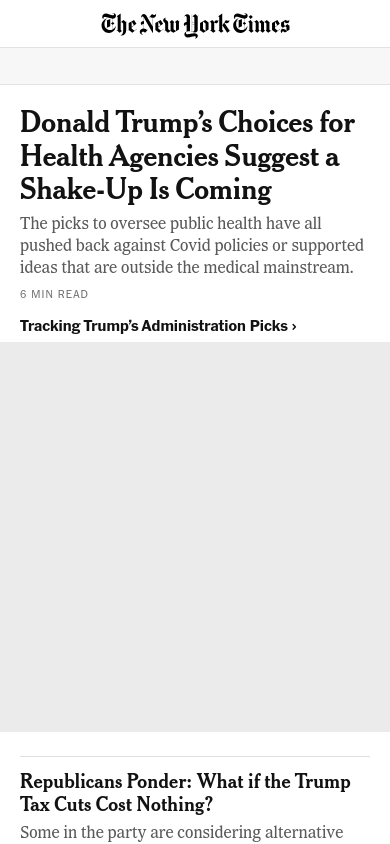 The New York Times
Donald Trump’s Choices for
Health Agencies Suggest a
Shake-Up Is Coming
The picks to oversee public health have all
pushed back against Covid policies or supported
ideas that are outside the medical mainstream.
6 MIN READ
Tracking Trump’s Administration Picks ›
Republicans Ponder: What if the Trump
Tax Cuts Cost Nothing?
Some in the party are considering alternative